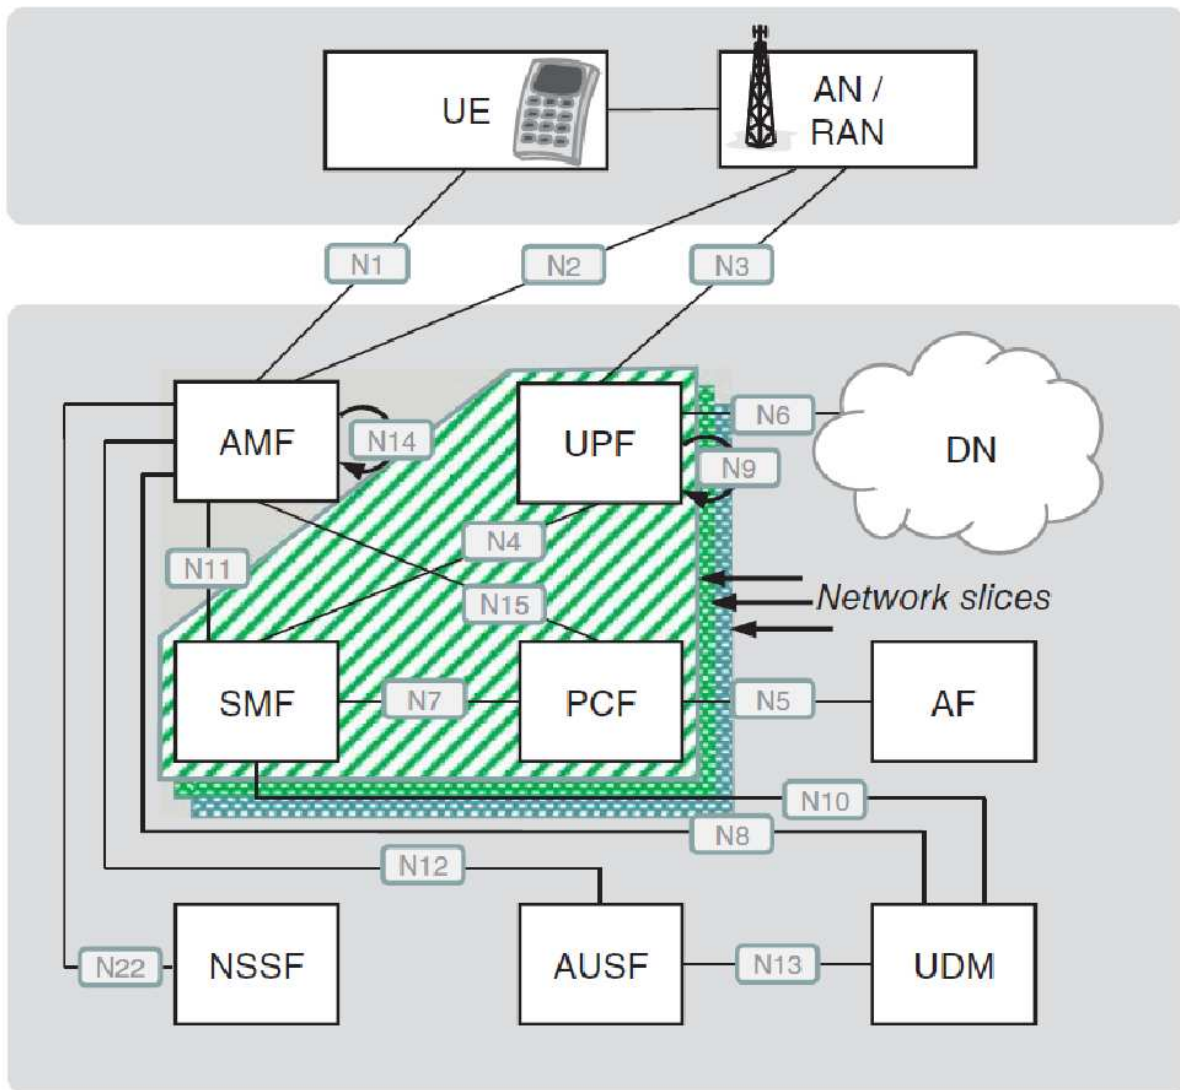 UE
AN /
RAN
N1
N2
N3
AMF
N14
UPF
N6
DN
N9
N4
N11
N15
Network slices
SMF
N7
PCF
N5
AF
N10
N8
N12
NSSF
AUSF
UDM
N22
N13